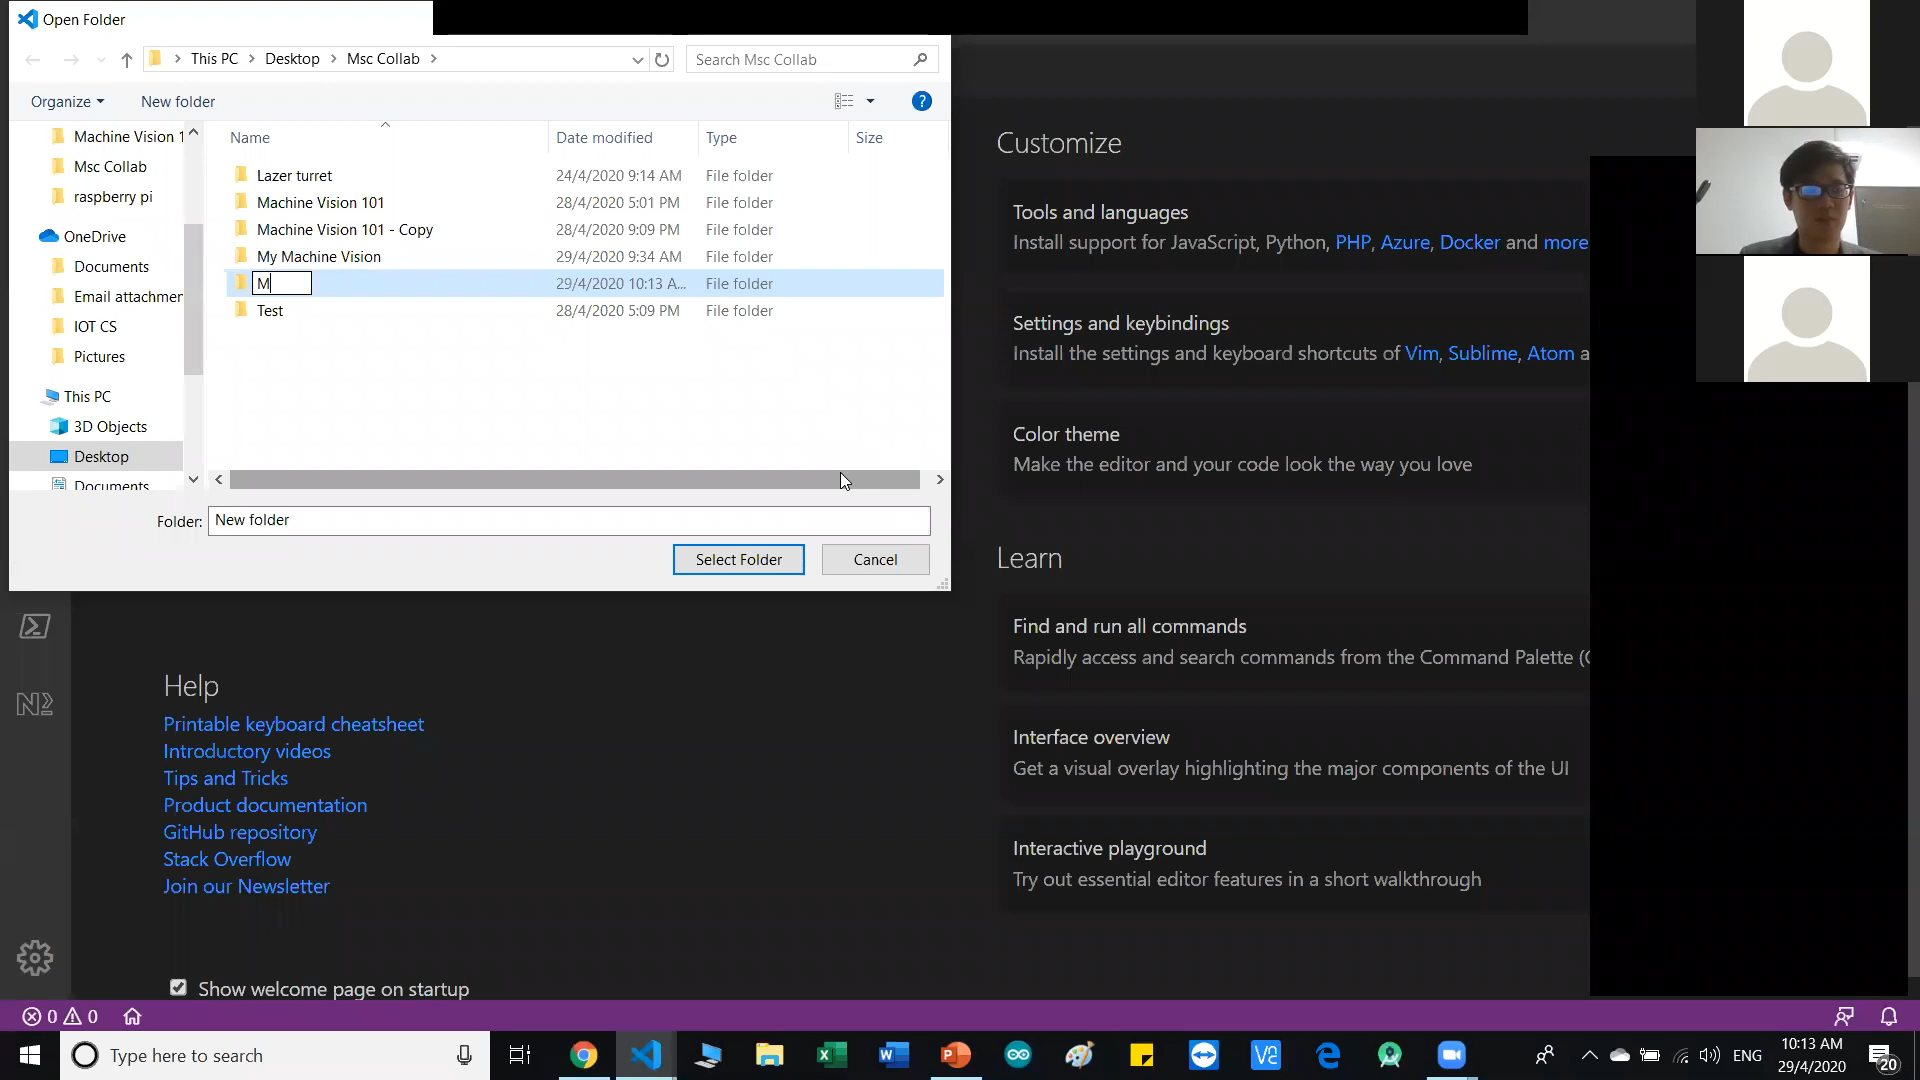 Open Folder
This PC > Desktop > Msc Collab >
Search Msc Collab
Organize
New folder
?
Machine Vision 1
Msc Collab
raspberry pi
OneDrive
Documents
Email attachmer
IOT CS
Pictures
This PC
3D Objects
Desktop
Documents
Name Date modified Type Size
Lazer turret 24/4/2020 9:14 AM File folder
Machine Vision 101 28/4/2020 5:01 PM File folder
Machine Vision 101 - Copy 28/4/2020 9:09 PM File folder
My Machine Vision 29/4/2020 9:34 AM File folder
M 29/4/2020 10:13 A... File folder
Test 28/4/2020 5:09 PM File folder
Folder: New folder
Select Folder Cancel
Customize
Tools and languages
Install support for JavaScript, Python, PHP, Azure, Docker and more
Settings and keybindings
Install the settings and keyboard shortcuts of Vim, Sublime, Atom a
Color theme
Make the editor and your code look the way you love
Learn
Find and run all commands
Rapidly access and search commands from the Command Palette (
Interface overview
Get a visual overlay highlighting the major components of the UI
Interactive playground
Try out essential editor features in a short walkthrough
Help
Printable keyboard cheatsheet
Introductory videos
Tips and Tricks
Product documentation
GitHub repository
Stack Overflow
Join our Newsletter
Show welcome page on startup
0 0
Type here to search
ENG
10:13 AM
29/4/2020
20